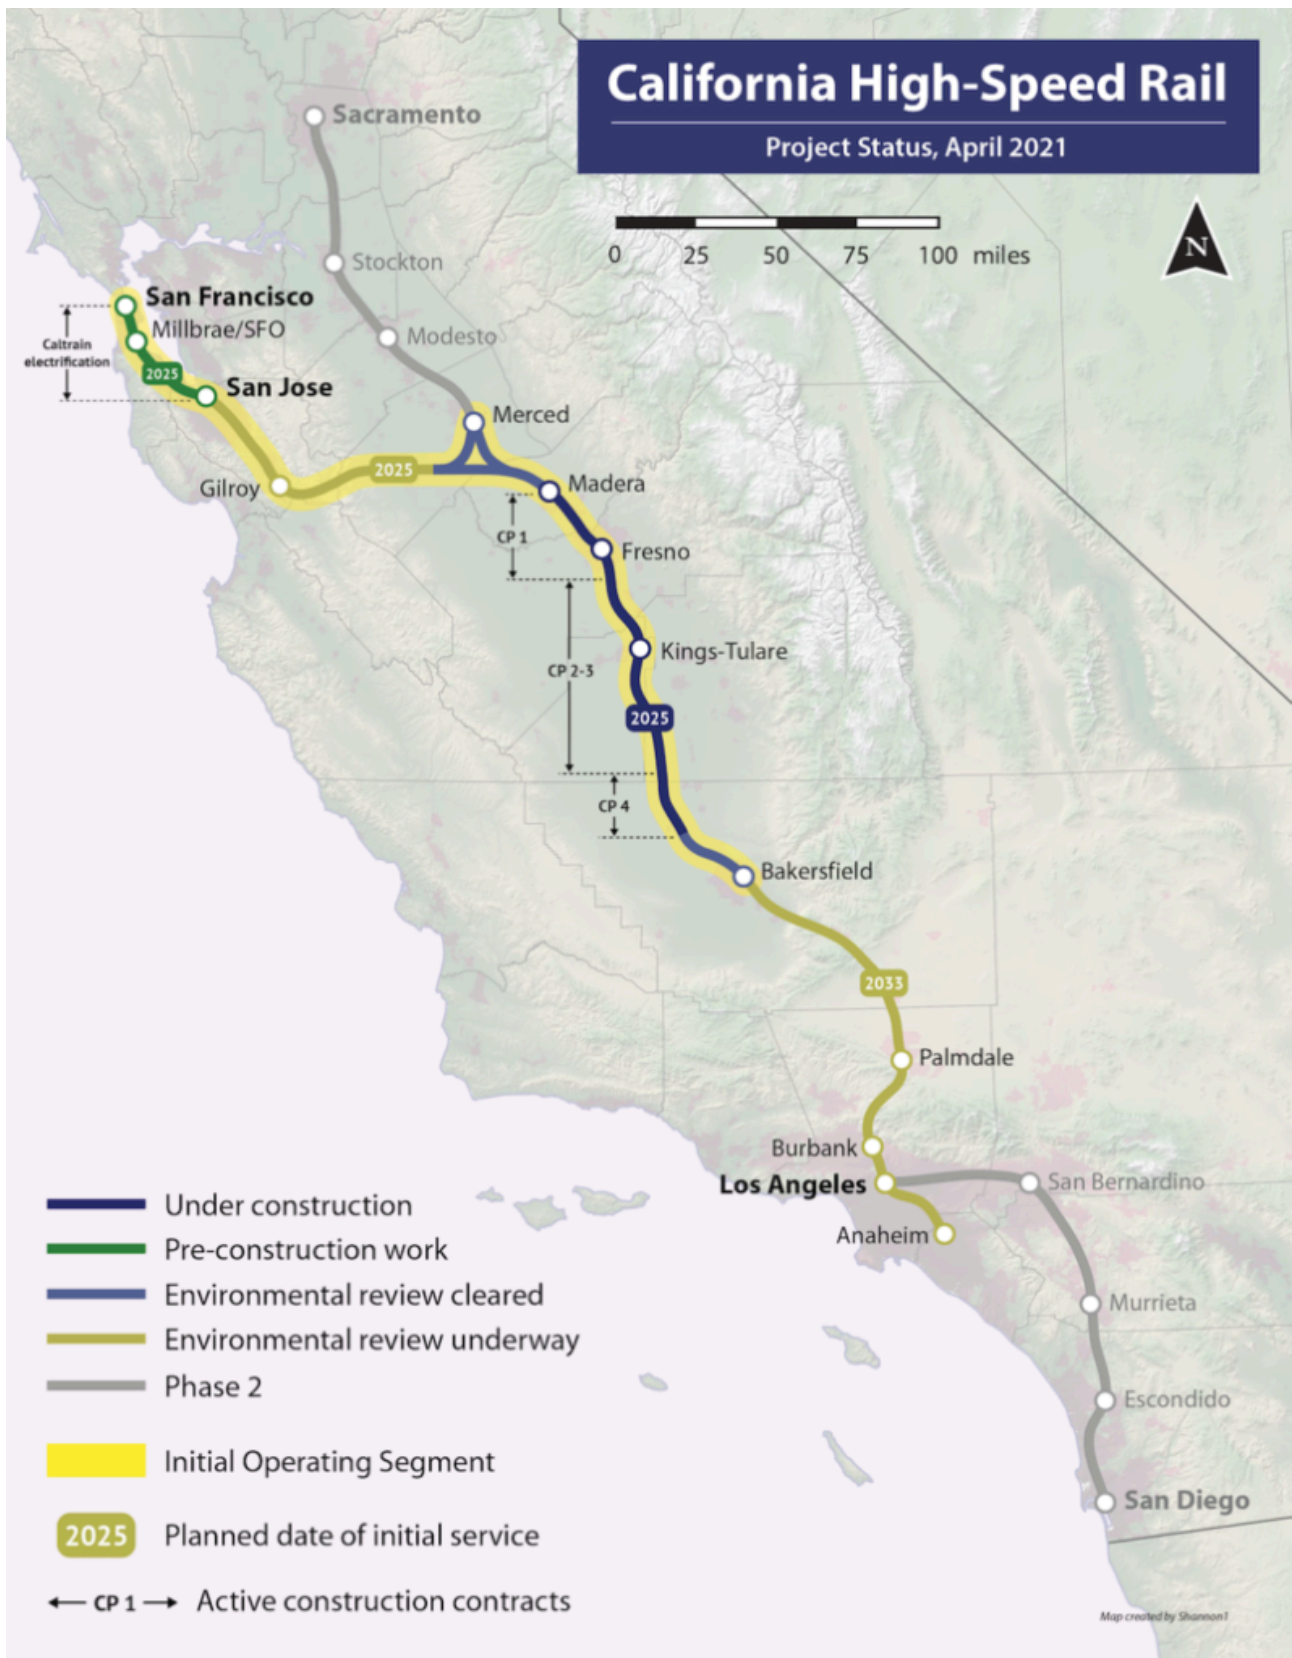 California High-Speed Rail
Project Status, April 2021
0 25 50 75 100 miles
N
Sacramento
Stockton
San Francisco
Millbrae/SFO
Modesto
Caltrain
electrification
2025
San Jose
Merced
2025
Gilroy
Madera
CP 1
Fresno
Kings-Tulare
CP 2-3
2025
CP 4
Bakersfield
2033
Palmdale
Burbank
Los Angeles
San Bernardino
Anaheim
Murrieta
Escondido
San Diego
Under construction
Pre-construction work
Environmental review cleared
Environmental review underway
Phase 2
Initial Operating Segment
2025 Planned date of initial service
CP 1 Active construction contracts
Map created by Shannon1